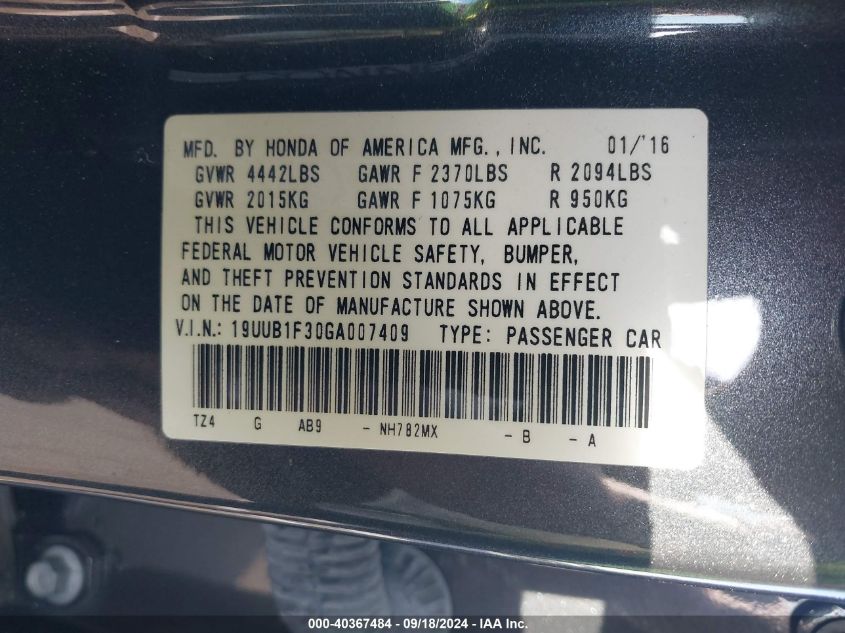 MFD. BY HONDA OF AMERICA MFG., INC. 01/'16
GVWR 4442LBS GAWR F 2370LBS R 2094LBS
GVWR 2015KG GAWR F 1075KG R 950KG
THIS VEHICLE CONFORMS TO ALL APPLICABLE
FEDERAL MOTOR VEHICLE SAFETY, BUMPER,
AND THEFT PREVENTION STANDARDS IN EFFECT
ON THE DATE OF MANUFACTURE SHOWN ABOVE.
V.I.N.: 19UUB1F30GA007409 TYPE: PASSENGER CAR
TZ4 G AB9 - NH782MX - B - A
000-40367484 - 09/18/2024 - IAA Inc.